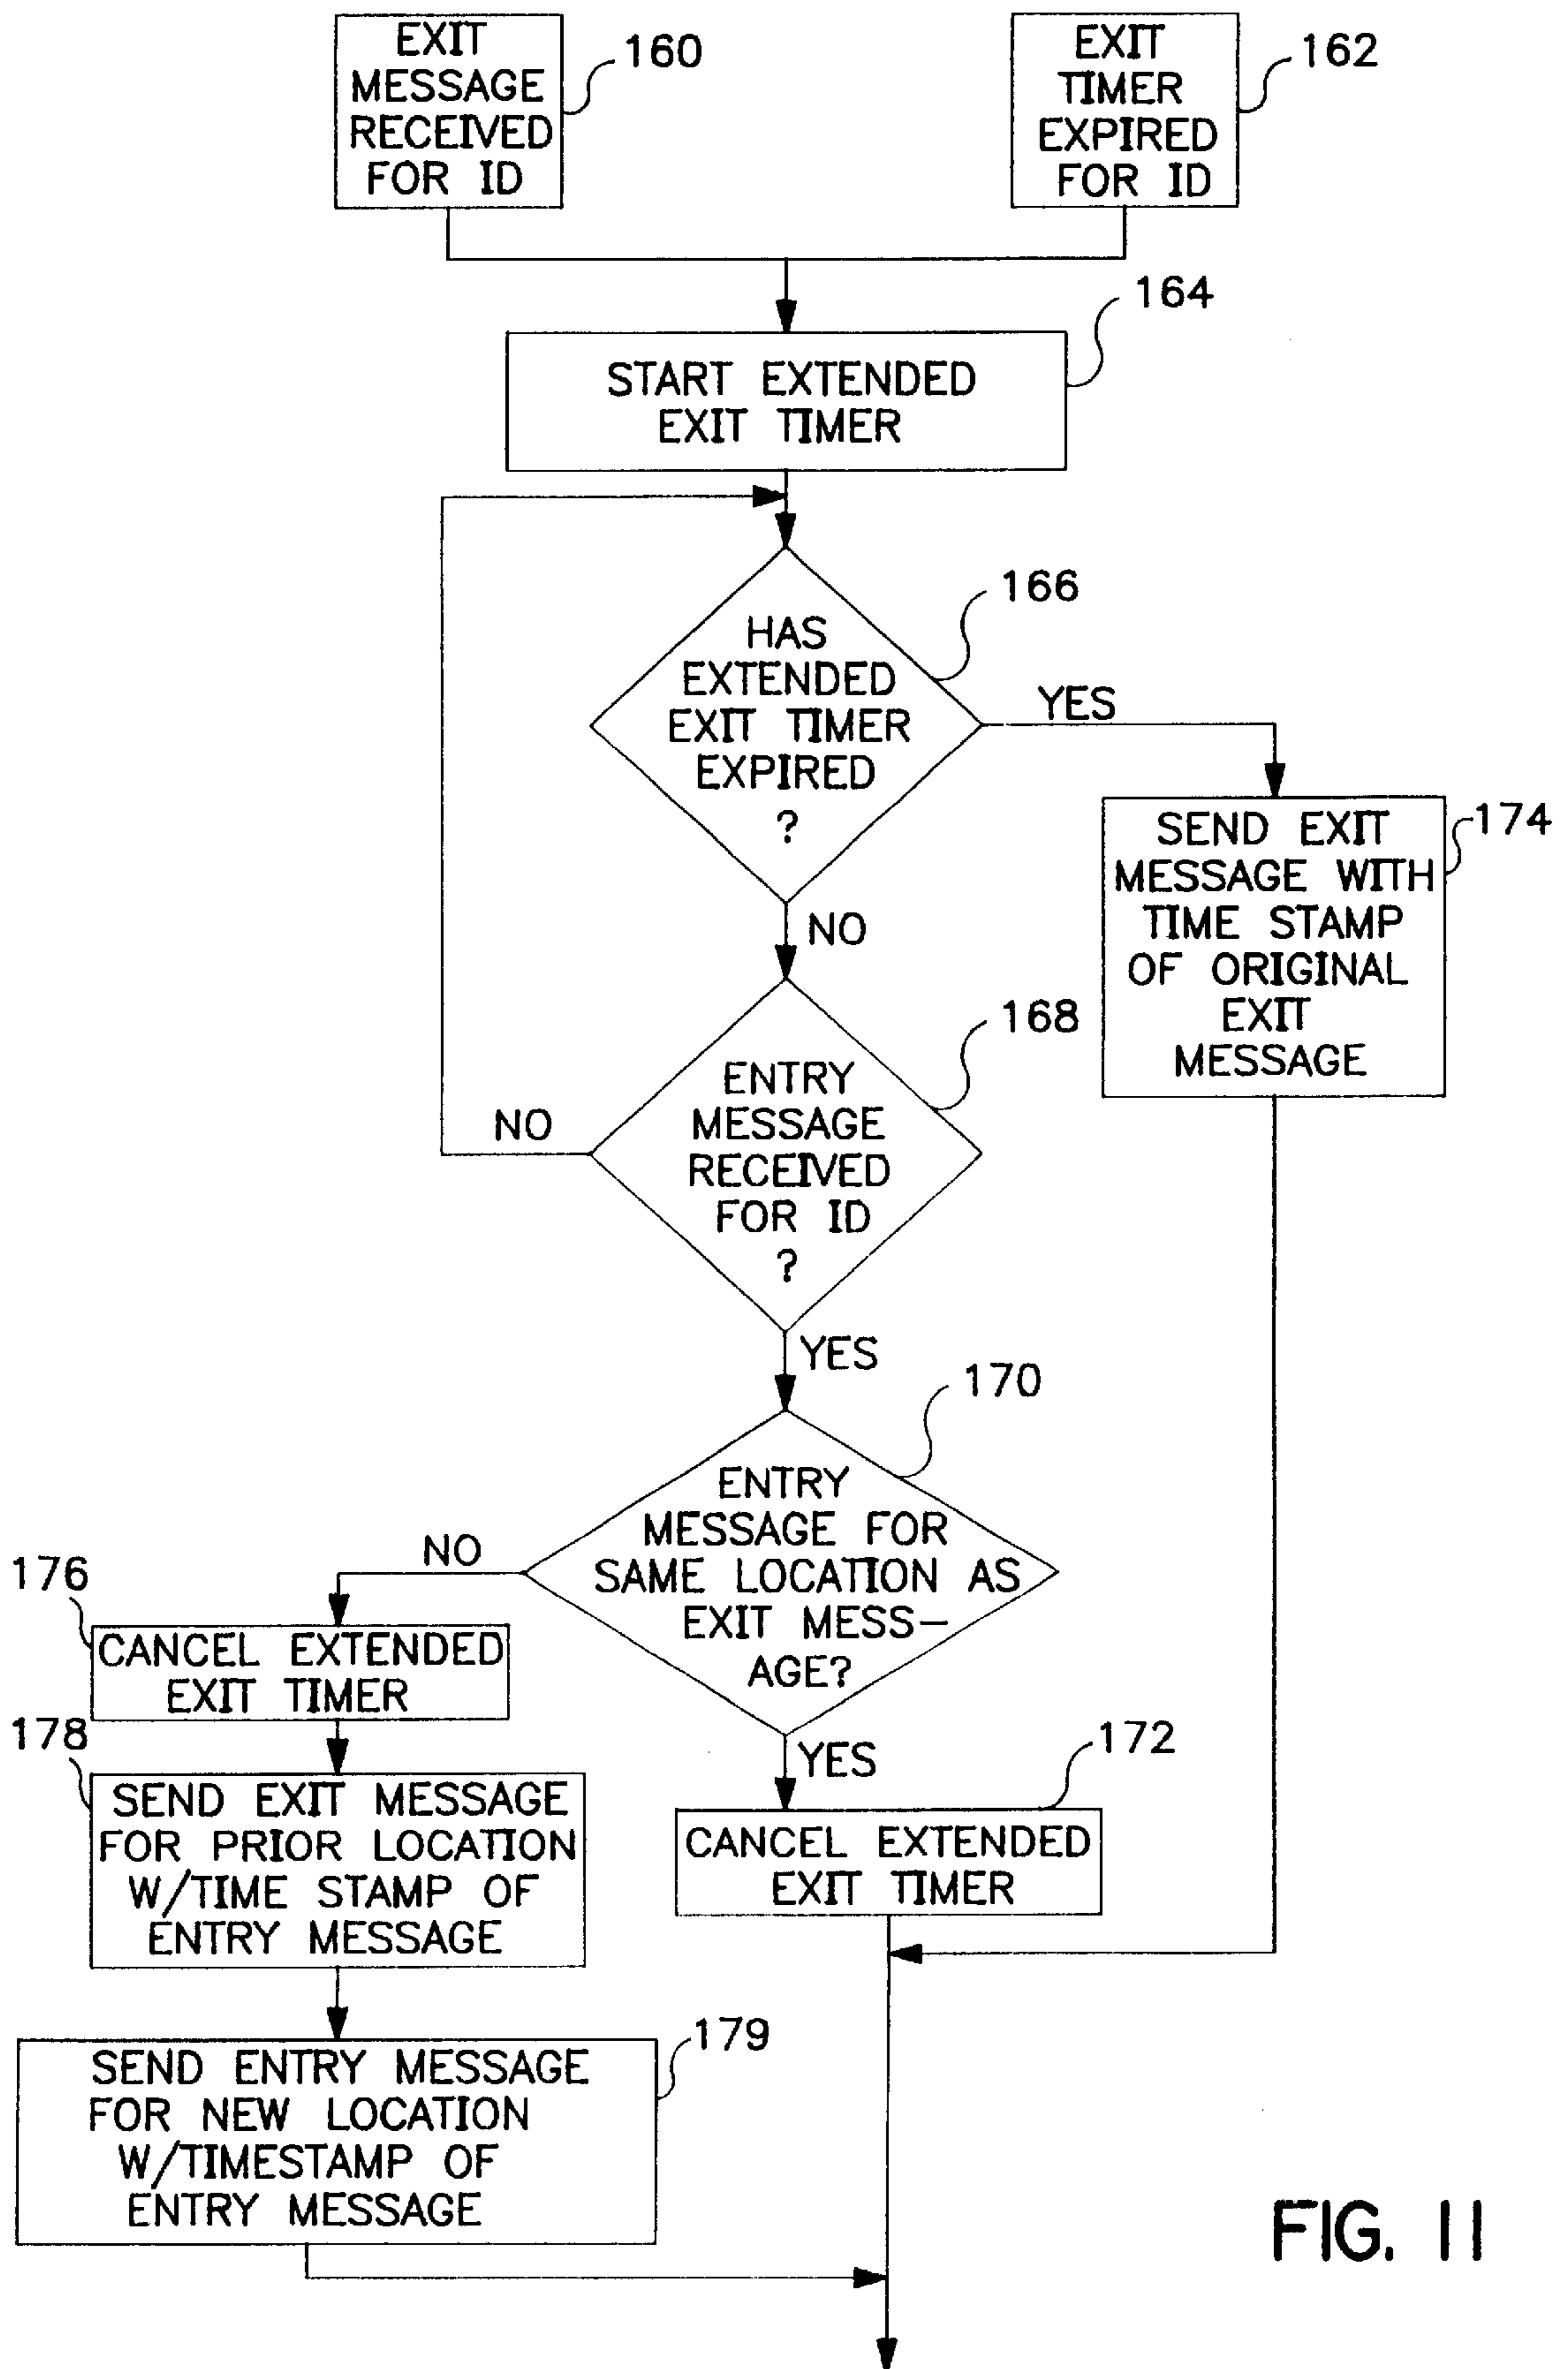 EXIT
MESSAGE
RECEIVED
FOR ID
160
EXIT
TIMER
EXPIRED
FOR ID
162
164
START EXTENDED
EXIT TIMER
166
HAS
EXTENDED
EXIT TIMER
EXPIRED
?
YES
NO
174
SEND EXIT
MESSAGE WITH
TIME STAMP
OF ORIGINAL
EXIT
MESSAGE
168
ENTRY
MESSAGE
RECEIVED
FOR ID
?
NO
YES
170
ENTRY
MESSAGE FOR
SAME LOCATION AS
EXIT MESS-
AGE?
NO
YES
176
CANCEL EXTENDED
EXIT TIMER
178
SEND EXIT MESSAGE
FOR PRIOR LOCATION
W/TIME STAMP OF
ENTRY MESSAGE
172
CANCEL EXTENDED
EXIT TIMER
179
SEND ENTRY MESSAGE
FOR NEW LOCATION
W/TIMESTAMP OF
ENTRY MESSAGE
FIG. 11